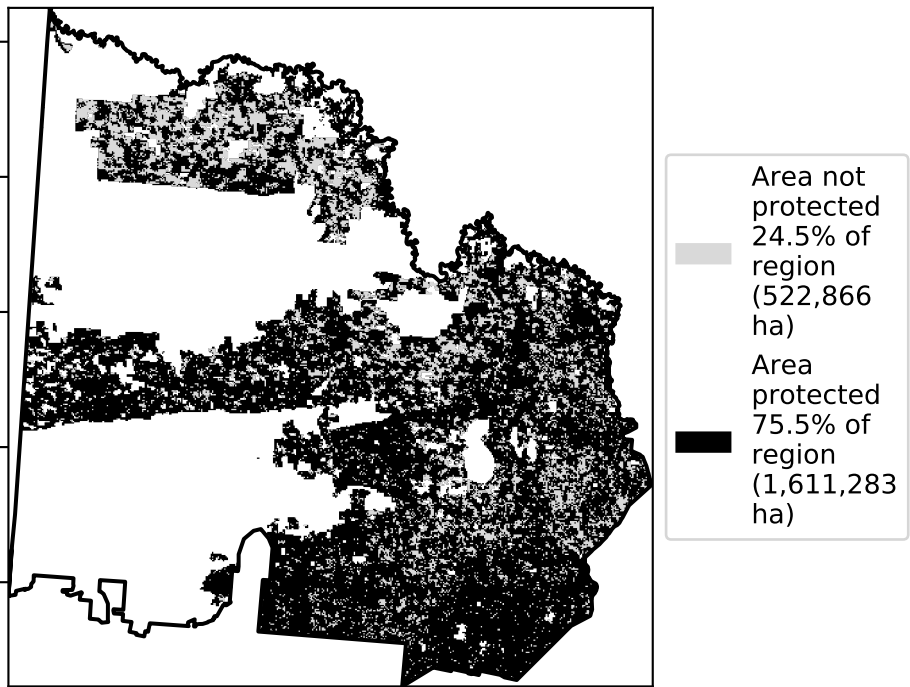 Area not
protected
24.5% of
region
(522,866
ha)
Area
protected
75.5% of
region
(1,611,283
ha)